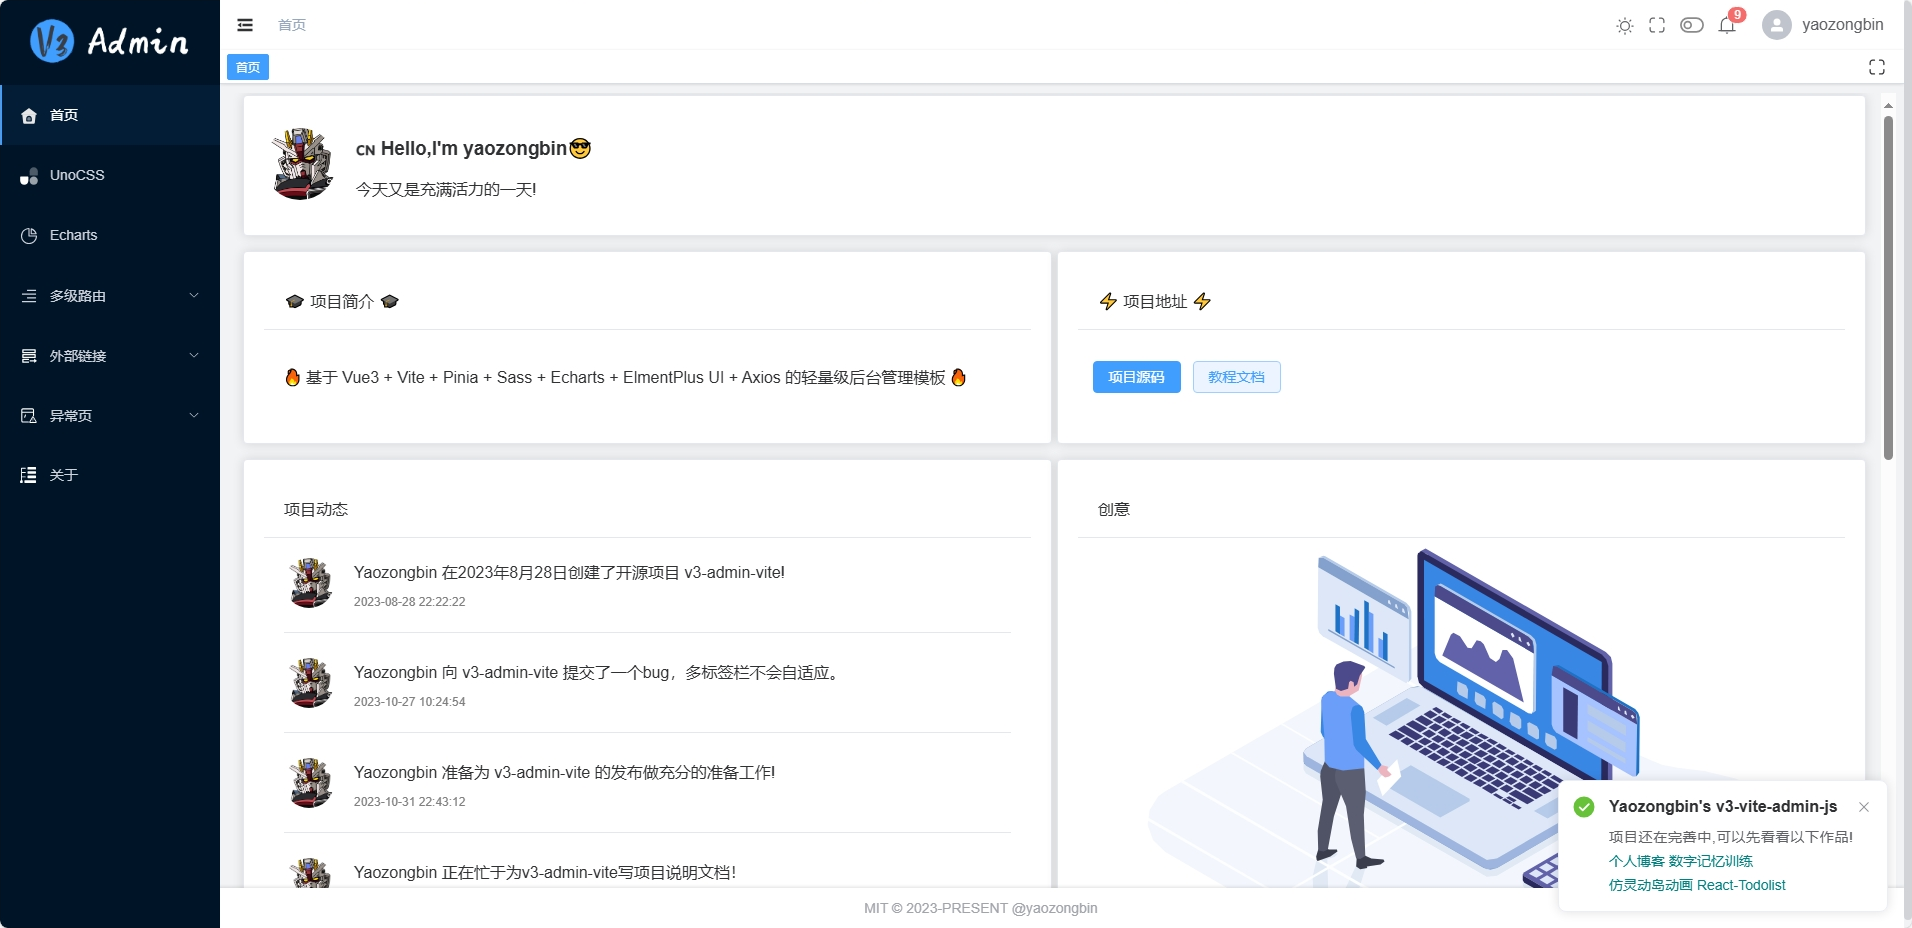 V3 Admin
首页
UnoCSS
Echarts
多级路由
外部链接
异常页
关于
首页
9
yaozongbin
首页
CN Hello,I'm yaozongbin😎
今天又是充满活力的一天!
🎓 项目简介 🎓
🔥 基于 Vue3 + Vite + Pinia + Sass + Echarts + ElmentPlus UI + Axios 的轻量级后台管理模板 🔥
⚡ 项目地址 ⚡
项目源码
教程文档
项目动态
Yaozongbin 在2023年8月28日创建了开源项目 v3-admin-vite!
2023-08-28 22:22:22
Yaozongbin 向 v3-admin-vite 提交了一个bug，多标签栏不会自适应。
2023-10-27 10:24:54
Yaozongbin 准备为 v3-admin-vite 的发布做充分的准备工作!
2023-10-31 22:43:12
Yaozongbin 正在忙于为v3-admin-vite写项目说明文档!
创意
Yaozongbin's v3-vite-admin-js
项目还在完善中,可以先看看以下作品!
个人博客 数字记忆训练
仿灵动岛动画 React-Todolist
MIT © 2023-PRESENT @yaozongbin